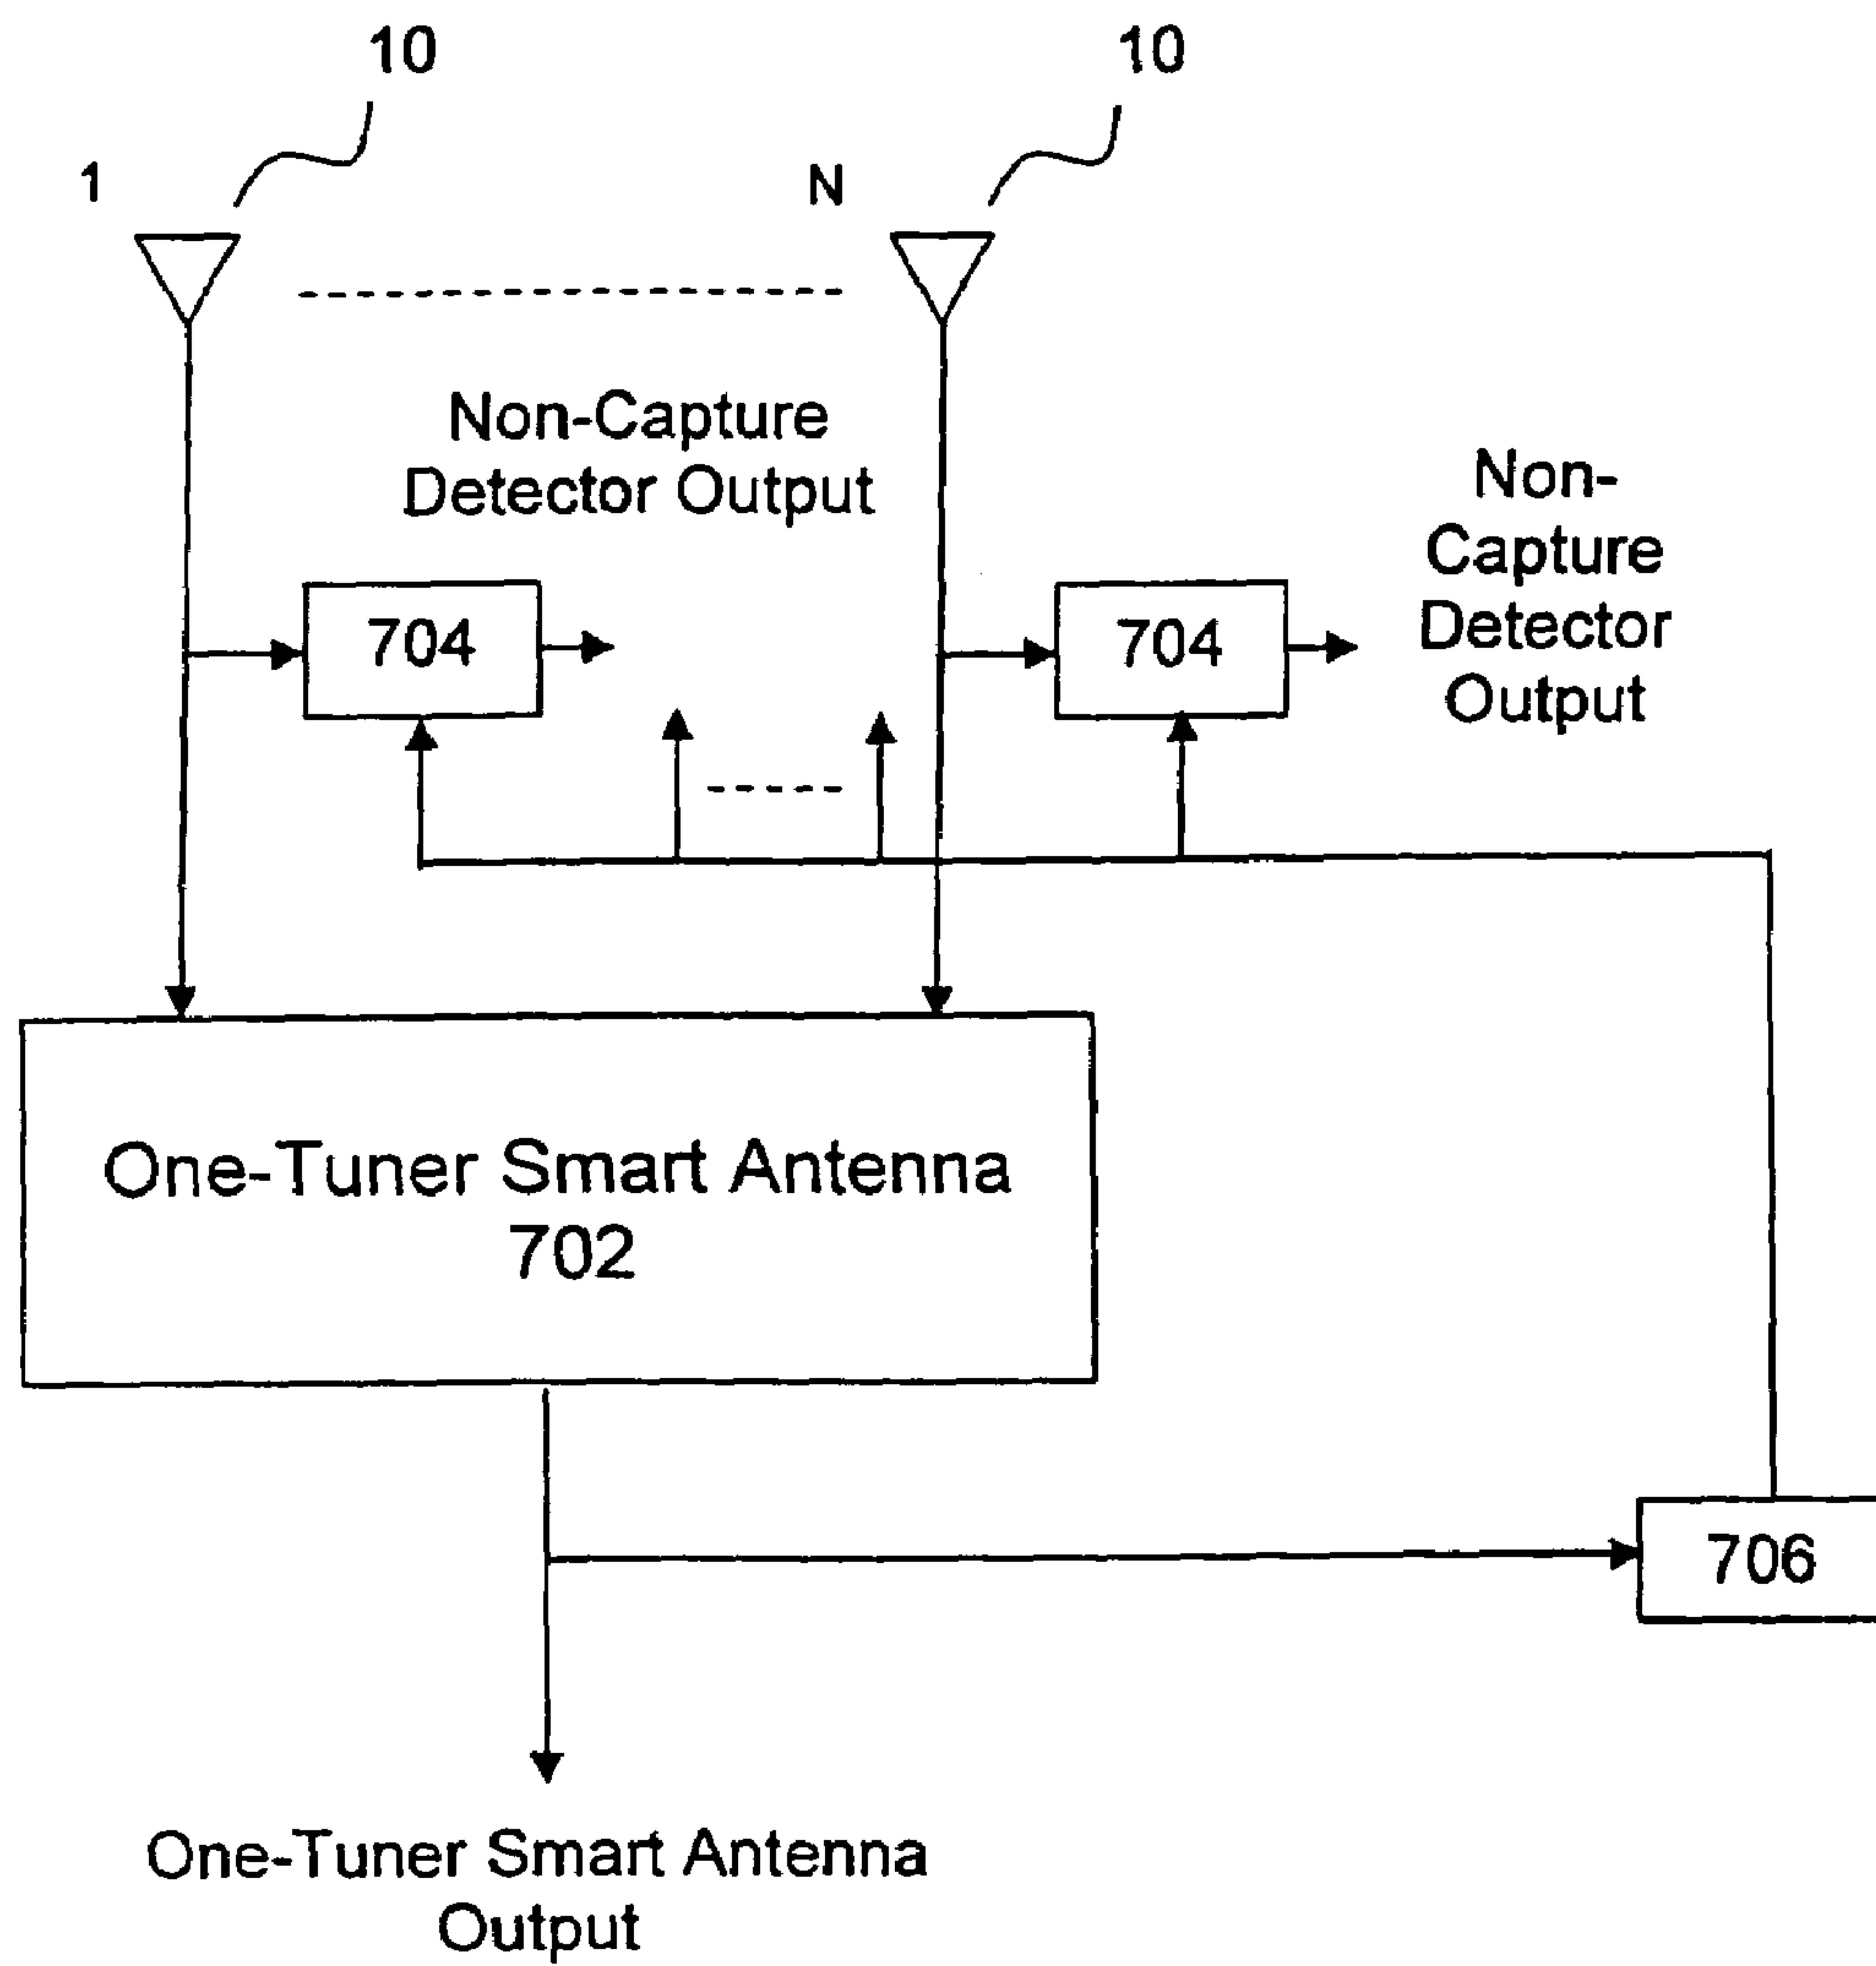 10
10
1
N
Non-Capture
Detector Output
Non-
Capture
Detector
Output
704
704
One-Tuner Smart Antenna
702
706
One-Tuner Smart Antenna
Output